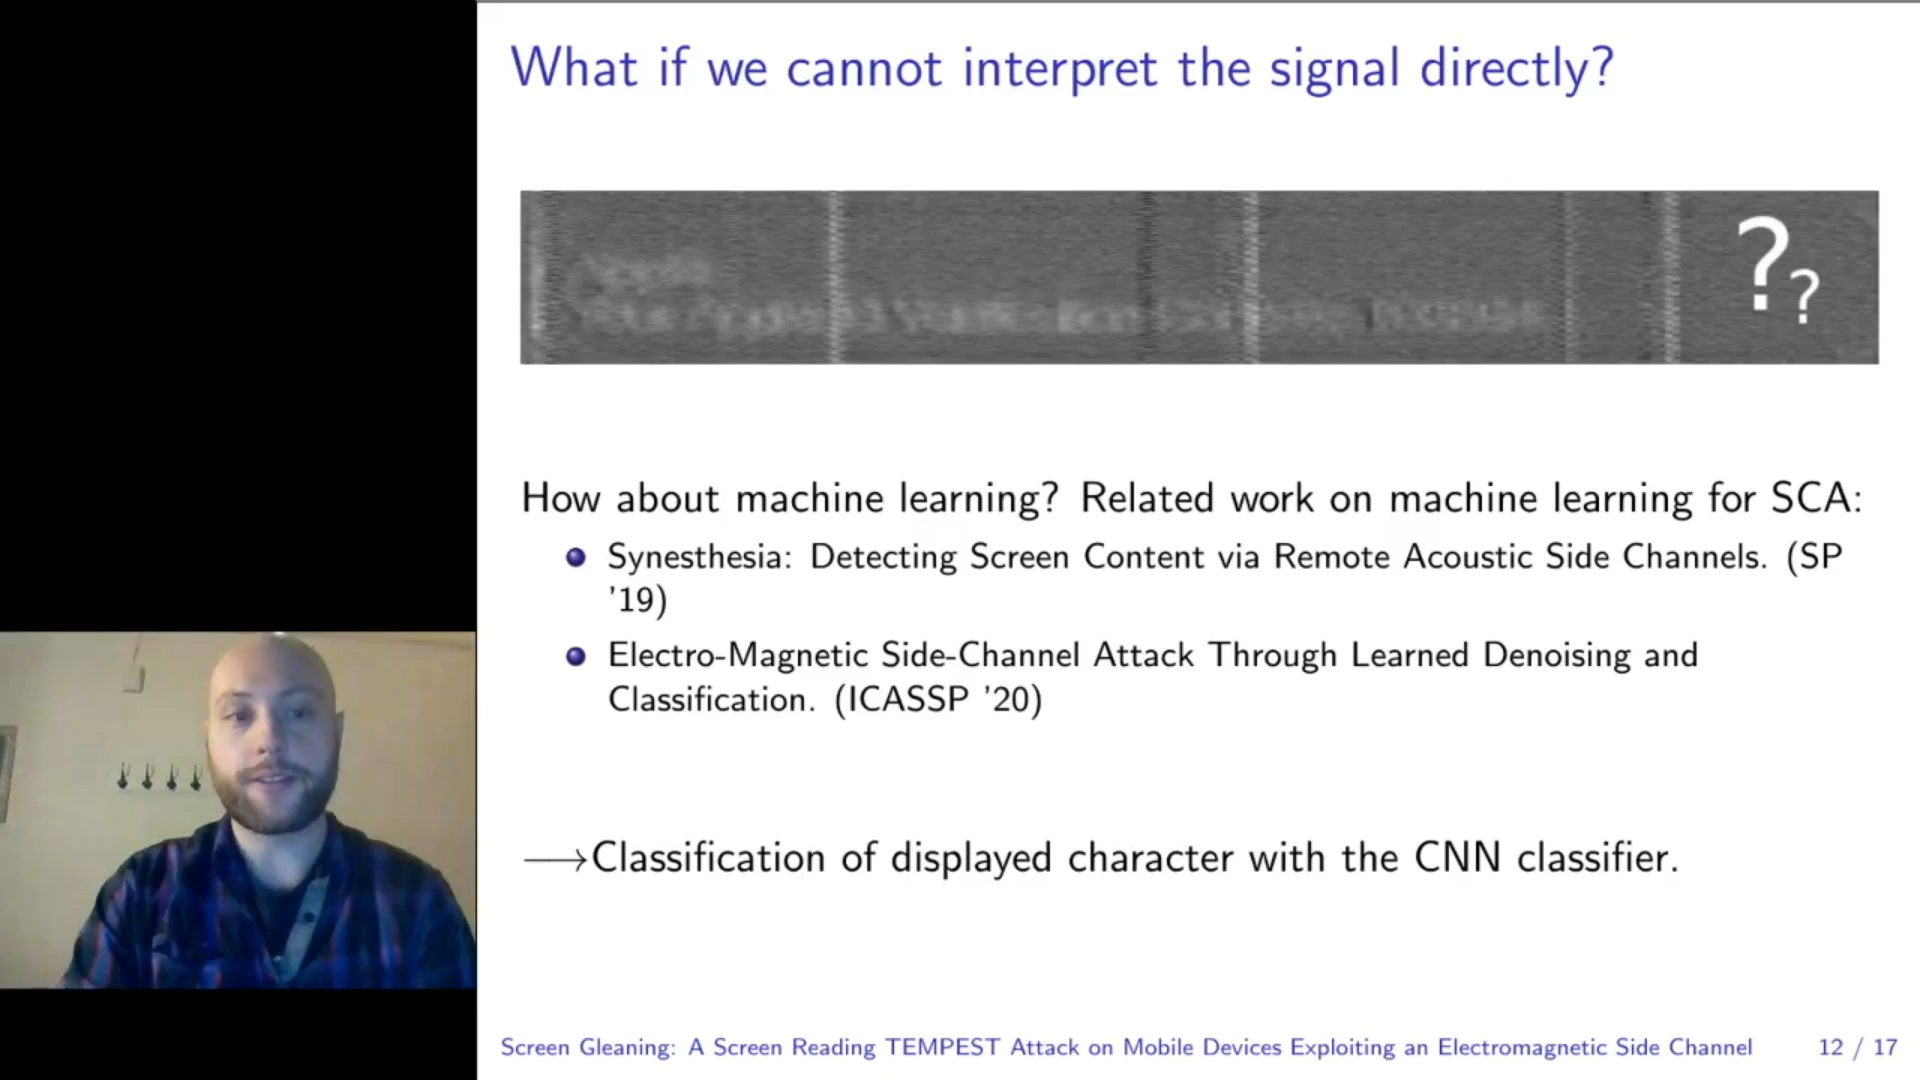 What if we cannot interpret the signal directly?
Apple
?
?
How about machine learning? Related work on machine learning for SCA:
Synesthesia: Detecting Screen Content via Remote Acoustic Side Channels. (SP
'19)
Electro-Magnetic Side-Channel Attack Through Learned Denoising and
Classification. (ICASSP '20)
⟶Classification of displayed character with the CNN classifier.
Screen Gleaning: A Screen Reading TEMPEST Attack on Mobile Devices Exploiting an Electromagnetic Side Channel 12 / 17